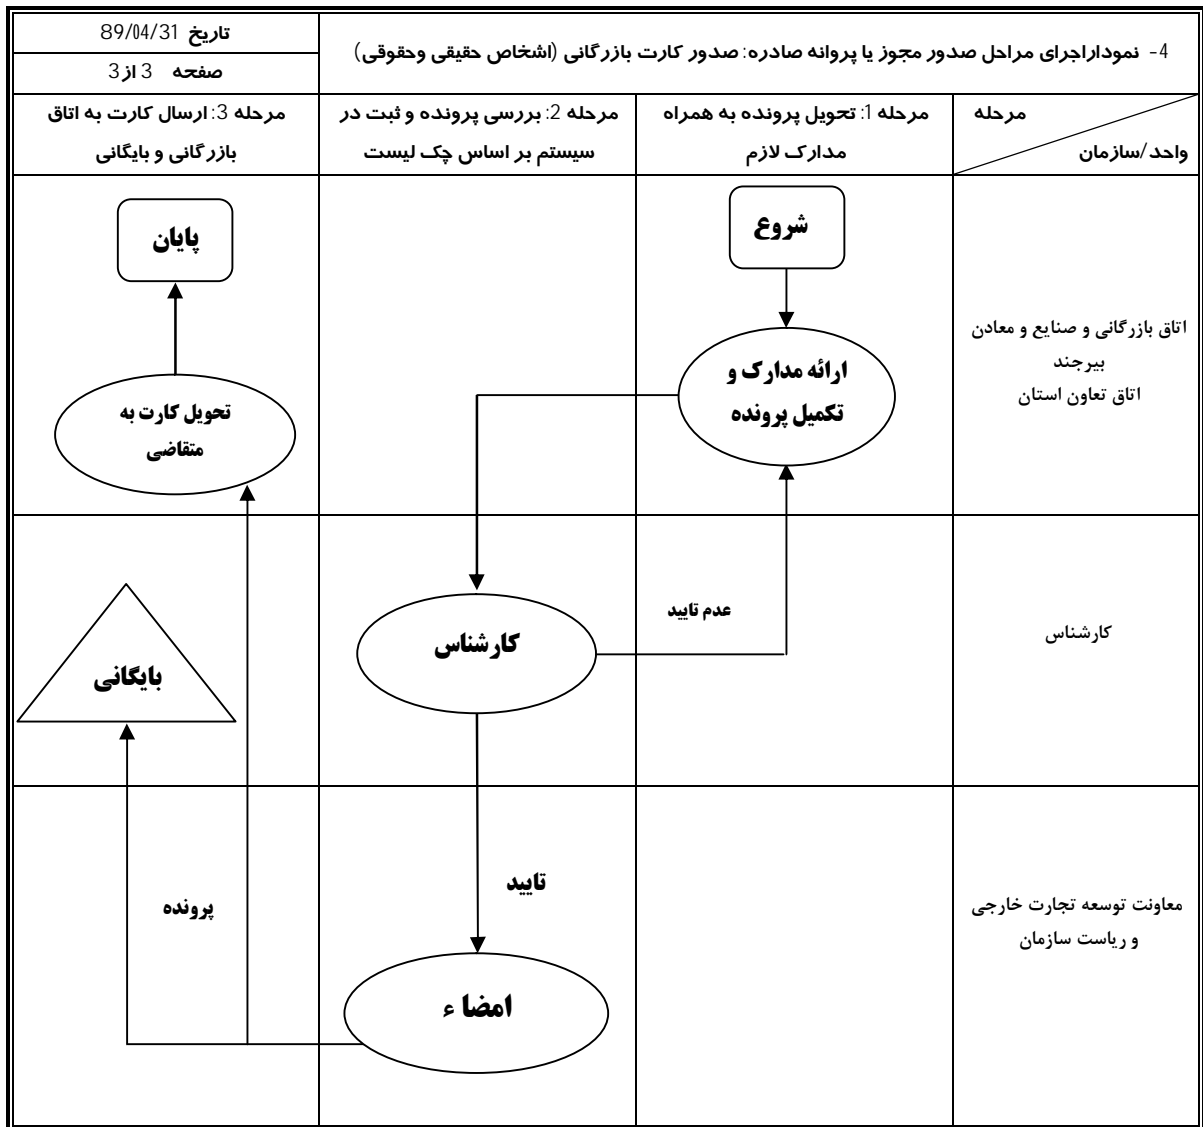 4- نموداراجرای مراحل صدور مجوز یا پروانه صادره: صدور کارت بازرگانی (اشخاص حقیقی وحقوقی)
تاریخ 89/04/31
صفحه 3 از 3
مرحله
واحد/سازمان
مرحله 1: تحویل پرونده به همراه
مدارک لازم
مرحله 2: بررسی پرونده و ثبت در
سیستم بر اساس چک لیست
مرحله 3: ارسال کارت به اتاق
بازرگانی و بایگانی
اتاق بازرگانی و صنایع و معادن
بیرجند
اتاق تعاون استان
شروع
ارائه مدارک و
تکمیل پرونده
پایان
تحویل کارت به
متقاضی
کارشناس
عدم تایید
کارشناس
بایگانی
معاونت توسعه تجارت خارجی
و ریاست سازمان
تایید
امضا ء
پرونده